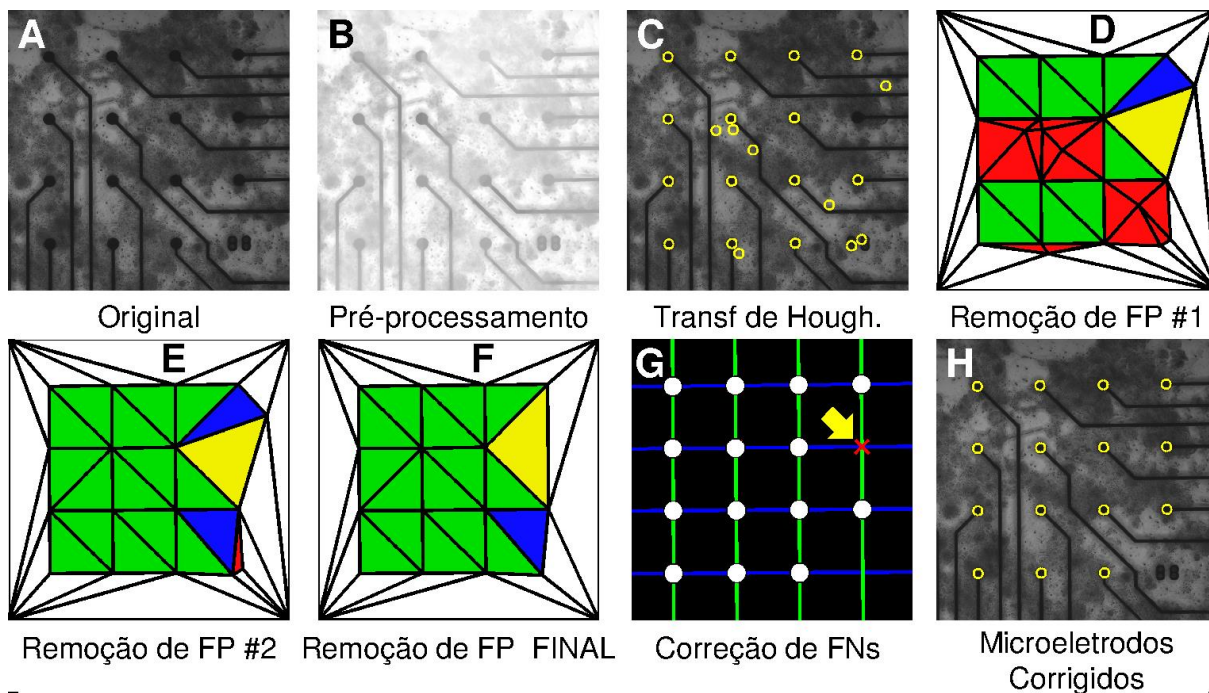 A
B
C
D
Original
Pré-processamento
Transf de Hough.
Remoção de FP #1
E
F
G
H
Remoção de FP #2
Remoção de FP FINAL
Correção de FNs
Microeletrodos
Corrigidos